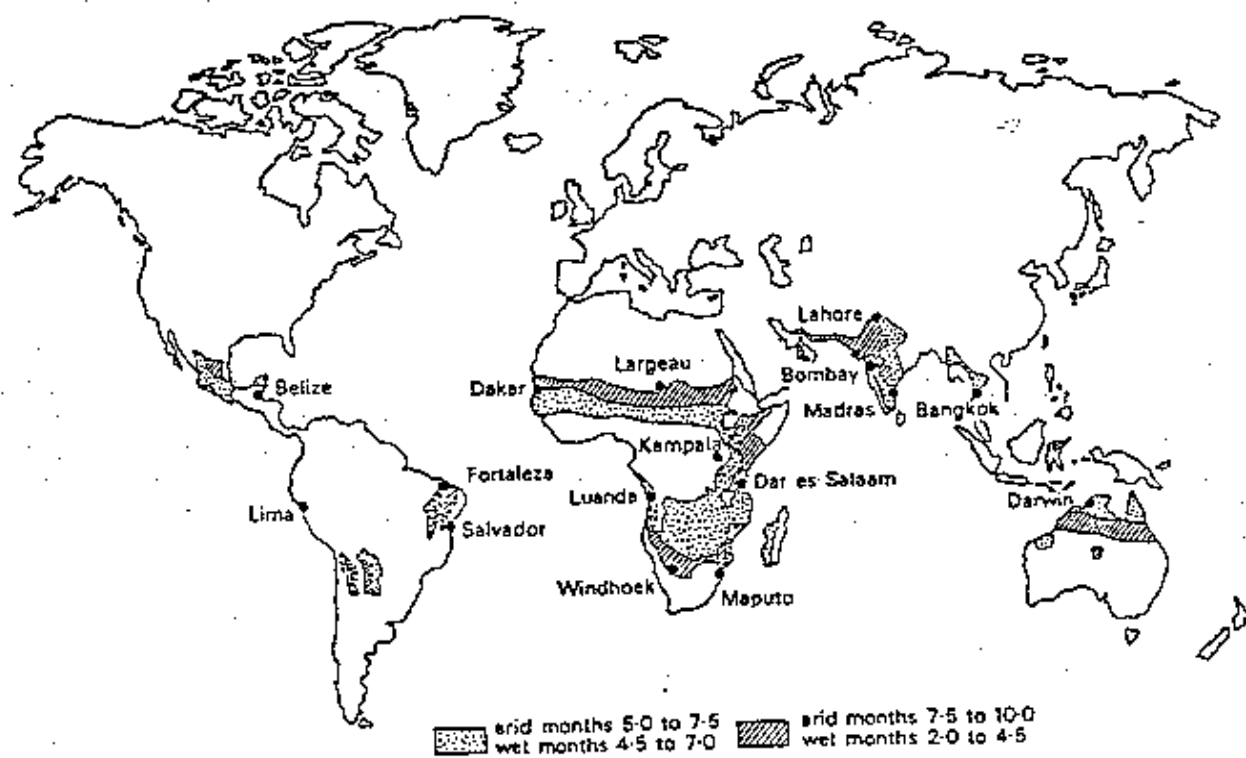 Lahore
Largeau
Belize
Dakar
Bombay
Madras
Bangkok
Kampala
Fortaleza
Dar es Salaam
Luanda
Lima
Darwin
Salvador
Windhoek
Maputo
arid months 5·0 to 7·5
wet months 4·5 to 7·0
arid months 7·5 to 10·0
wet months 2·0 to 4·5